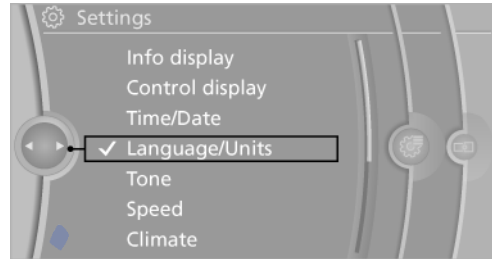 Settings
Info display
Control display
Time/Date
Language/Units
Tone
Speed
Climate